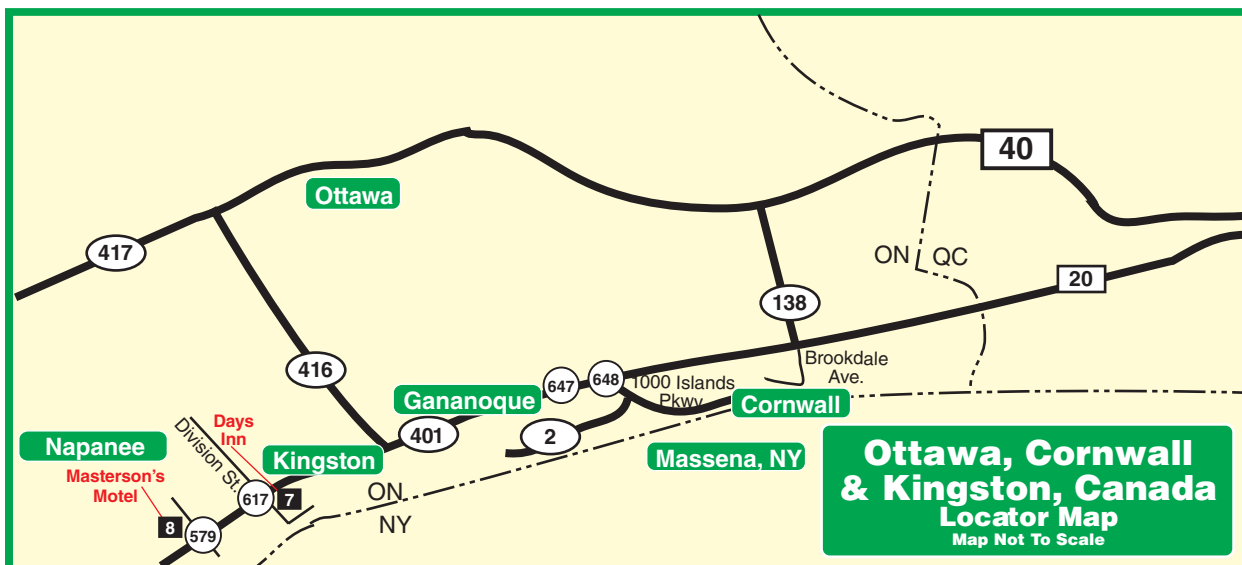 40
Ottawa
417
ON
QC
20
138
416
Brookdale
Ave.
647
648
1000 Islands
Pkwy
Gananoque
Cornwall
401
2
Napanee
Days
Inn
Division St.
Kingston
Massena, NY
Masterson's
Motel
617
7
ON
NY
8
579
Ottawa, Cornwall
& Kingston, Canada
Locator Map
Map Not To Scale